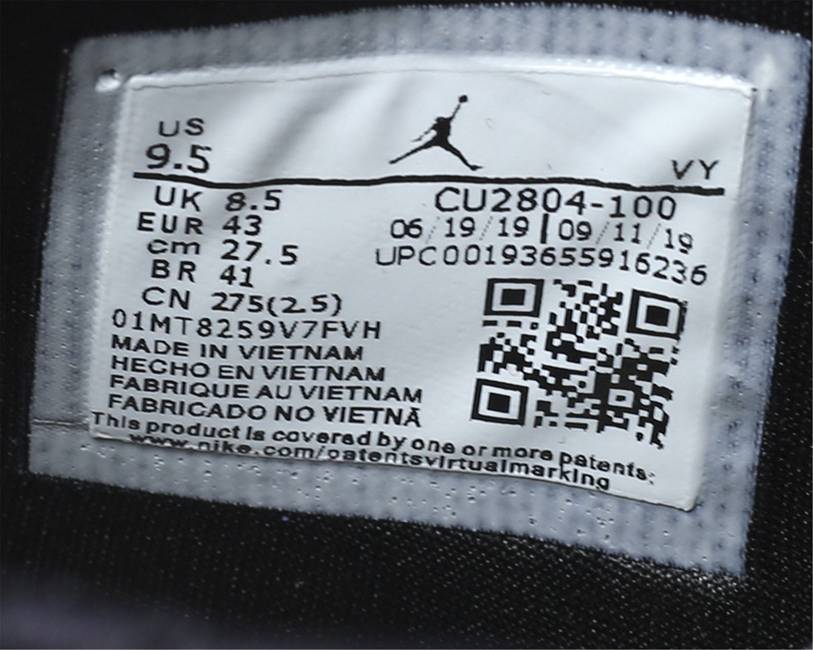 US
9.5
VY
UK 8.5
EUR 43
cm 27.5
BR 41
CN 275(2.5)
CU2804-100
06/19/19 | 09/11/19
UPC00193655916236
01MT8259V7FVH
MADE IN VIETNAM
HECHO EN VIETNAM
FABRIQUE AU VIETNAM
FABRICADO NO VIETNÃ
This product is covered by one or more patents:
www.nike.com/patentsvirtualmarking